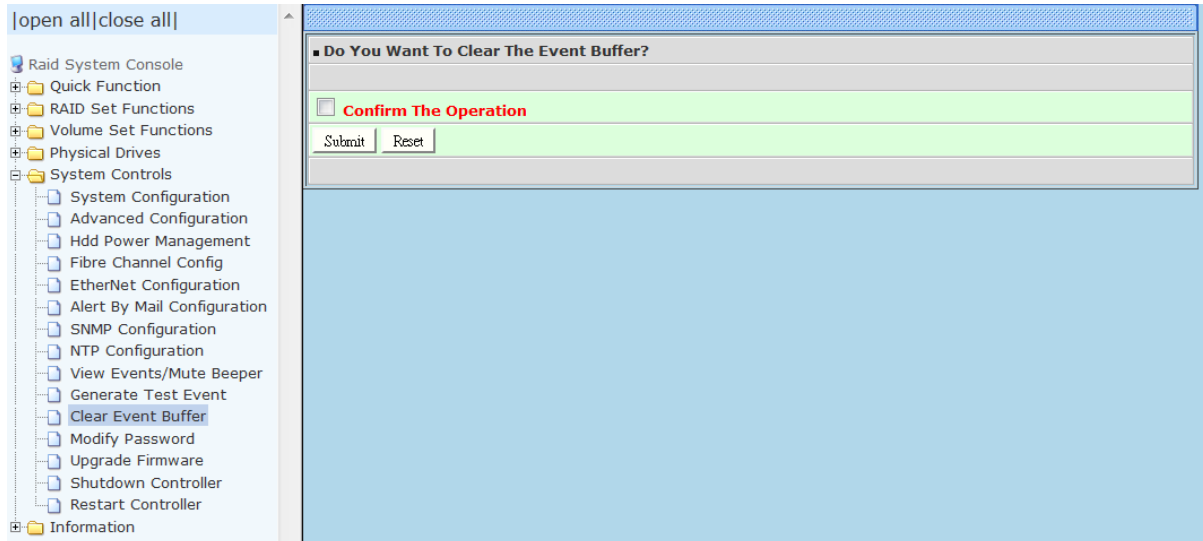 |open all|close all|
Raid System Console
Quick Function
RAID Set Functions
Volume Set Functions
Physical Drives
System Controls
System Configuration
Advanced Configuration
Hdd Power Management
Fibre Channel Config
EtherNet Configuration
Alert By Mail Configuration
SNMP Configuration
NTP Configuration
View Events/Mute Beeper
Generate Test Event
Clear Event Buffer
Modify Password
Upgrade Firmware
Shutdown Controller
Restart Controller
Information
Do You Want To Clear The Event Buffer?
Confirm The Operation
Submit Reset